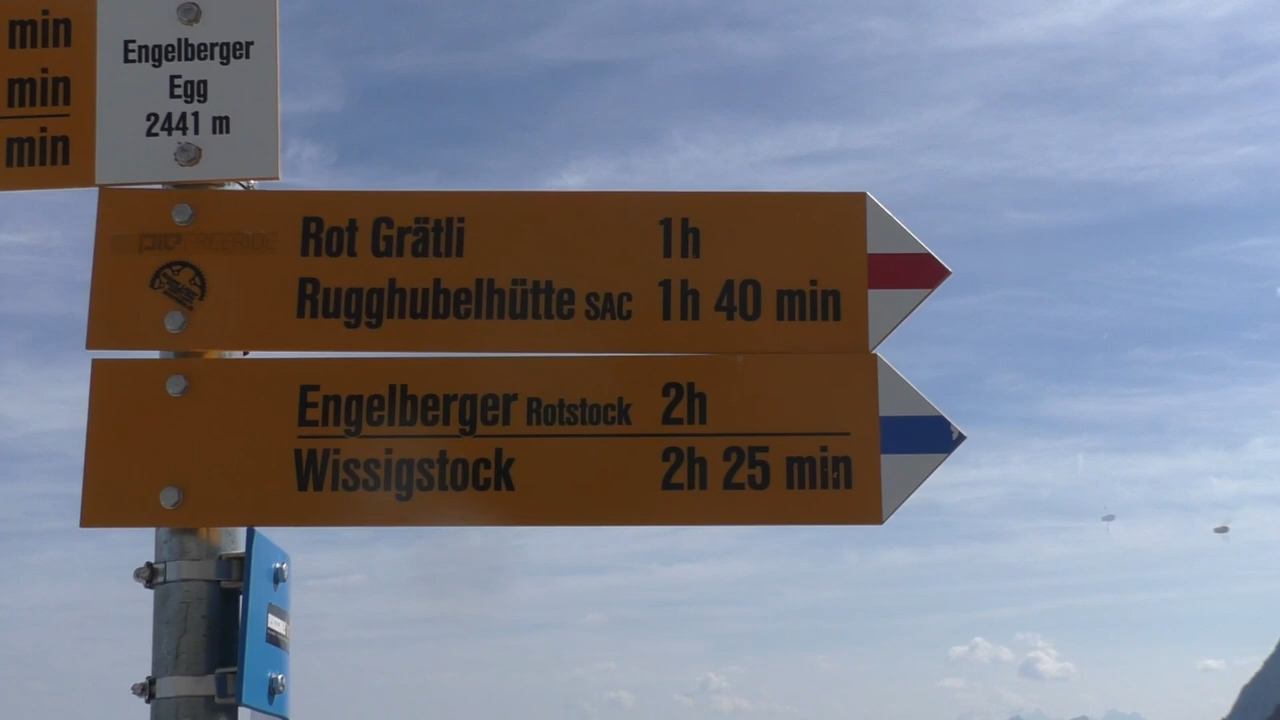 min
min
min
Engelberger
Egg
2441 m
Rot Grätli 1h
Rugghubelhütte SAC 1h 40 min
Engelberger Rotstock 2h
Wissigstock 2h 25 min